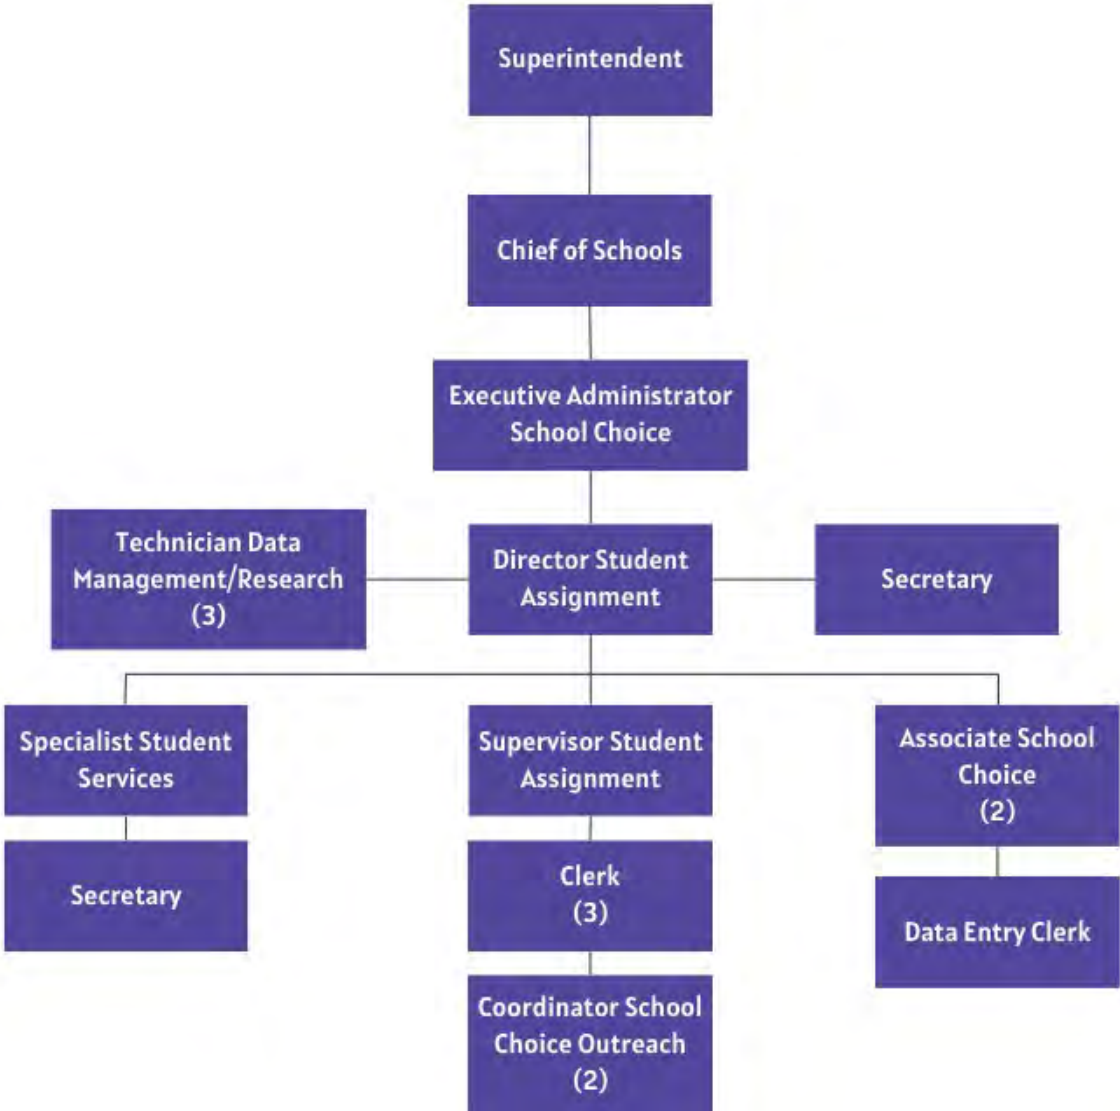 Superintendent
Chief of Schools
Executive Administrator
School Choice
Technician Data
Management/Research
(3)
Director Student
Assignment
Secretary
Specialist Student
Services
Supervisor Student
Assignment
Associate School
Choice
(2)
Secretary
Clerk
(3)
Data Entry Clerk
Coordinator School
Choice Outreach
(2)